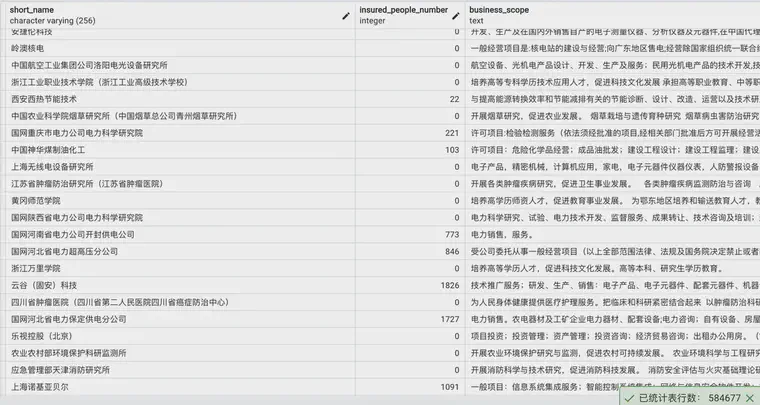 short_name insured_people_number business_scope
character varying (256) integer text
安捷伦科技 0 开发、生产及在国内外销售自产的电子测量仪器、分析仪器及元器件,在中国代理
岭澳核电 0 一般经营项目是:核电站的建设与经营;向广东地区售电;经营除国家组织统一联合
中国航空工业集团公司洛阳电光设备研究所 0 航空设备、光机电产品设计、开发、生产及服务；民用光机电产品的技术开发,技
浙江工业职业技术学院（浙江工业高级技术学校） 0 培养高等专科学历技术应用人才，促进科技文化发展 承担高等职业教育、中等职
西安西热节能技术 22 与提高能源转换效率和节能减排有关的节能诊断、设计、改造、运营以及技术研
中国农业科学院烟草研究所（中国烟草总公司青州烟草研究所） 0 开展烟草研究，促进农业发展。 烟草栽培与遗传育种研究 烟草病虫害防治研究
国网重庆市电力公司电力科学研究院 221 许可项目:检验检测服务（依法须经批准的项目,经相关部门批准后方可开展经营活
中国神华煤制油化工 103 许可项目：危险化学品经营；成品油批发；建设工程设计；建设工程监理；建设
上海无线电设备研究所 0 电子产品，精密机械，计算机应用，家电，电子元器件仪器仪表，人防警报设备
江苏省肿瘤防治研究所（江苏省肿瘤医院） 0 开展各类肿瘤疾病研究，促进卫生事业发展。 各类肿瘤疾病监测防治与咨询
黄冈师范学院 0 培养高学历师资人才，促进教育事业发展。 为鄂东地区培养和输送教育人才，教
国网陕西省电力公司电力科学研究院 0 电力科学研究、试验、电力技术开发、监督服务、成果转让、技术咨询及培训；
国网河南省电力公司开封供电公司 773 电力销售，服务。
国网河北省电力超高压分公司 846 受公司委托从事一般经营项目（以上全部范围法律、法规及国务院决定禁止或者
浙江万里学院 0 培养高等学历人才，促进科技文化发展。高等本科、研究生学历教育。
云谷（固安）科技 1826 技术推广服务；研发、生产、销售：电子产品、电子元器件、配套元器件、机器
四川省肿瘤医院（四川省第二人民医院四川省癌症防治中心） 0 为人民身体健康提供医疗护理服务。把临床和科研紧密结合起来 以肿瘤防治科研
国网河北省电力保定供电分公司 1727 电力销售。农电器材及工矿企业电力器材、配套设备;电力咨询；自有设备、房屋
乐视控股（北京） 0 项目投资；投资管理；资产管理；投资咨询；经济贸易咨询；出租办公用房。
农业农村部环境保护科研监测所 0 开展农业环境保护研究与监测，促进农村可持续发展。 农业环境科学与工程研究
应急管理部天津消防研究所 0 开展消防科学与技术研究，促进消防科技发展。 消防安全评估与火灾基础理论研
上海诺基亚贝尔 1091 一般项目：信息系统集成服务；智能控制系统集成；
已统计表行数： 584677